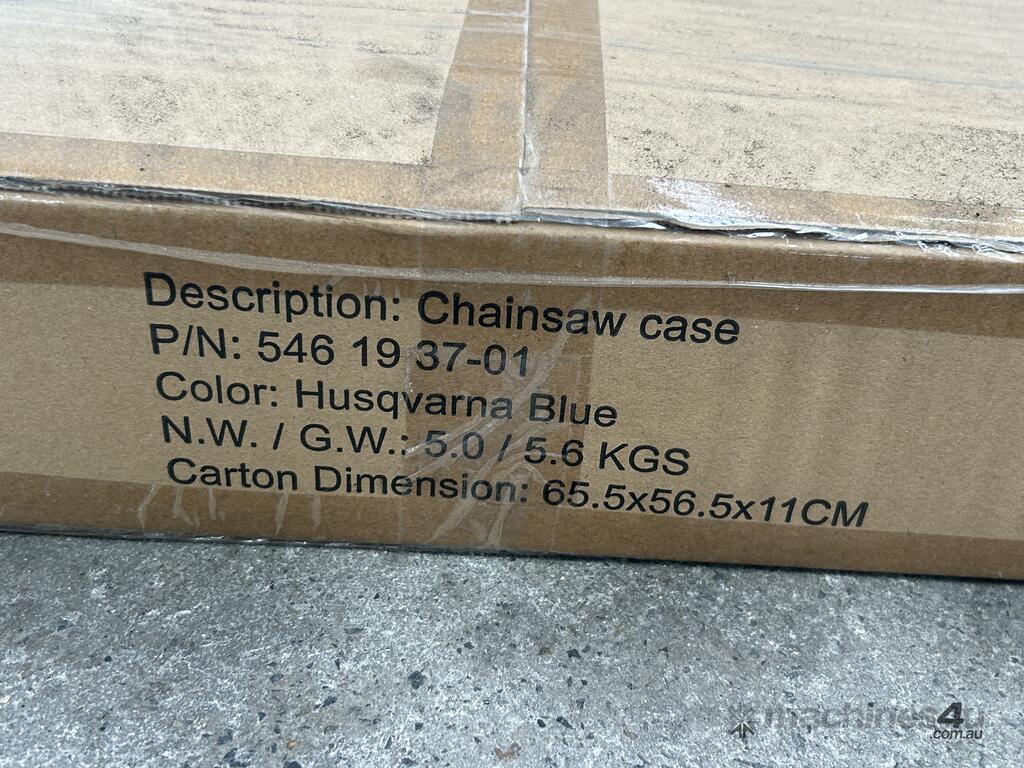 Description: Chainsaw case
P/N: 546 19 37-01
Color: Husqvarna Blue
N.W. / G.W.: 5.0 / 5.6 KGS
Carton Dimension: 65.5x56.5x11CM
machines4u
.com.au